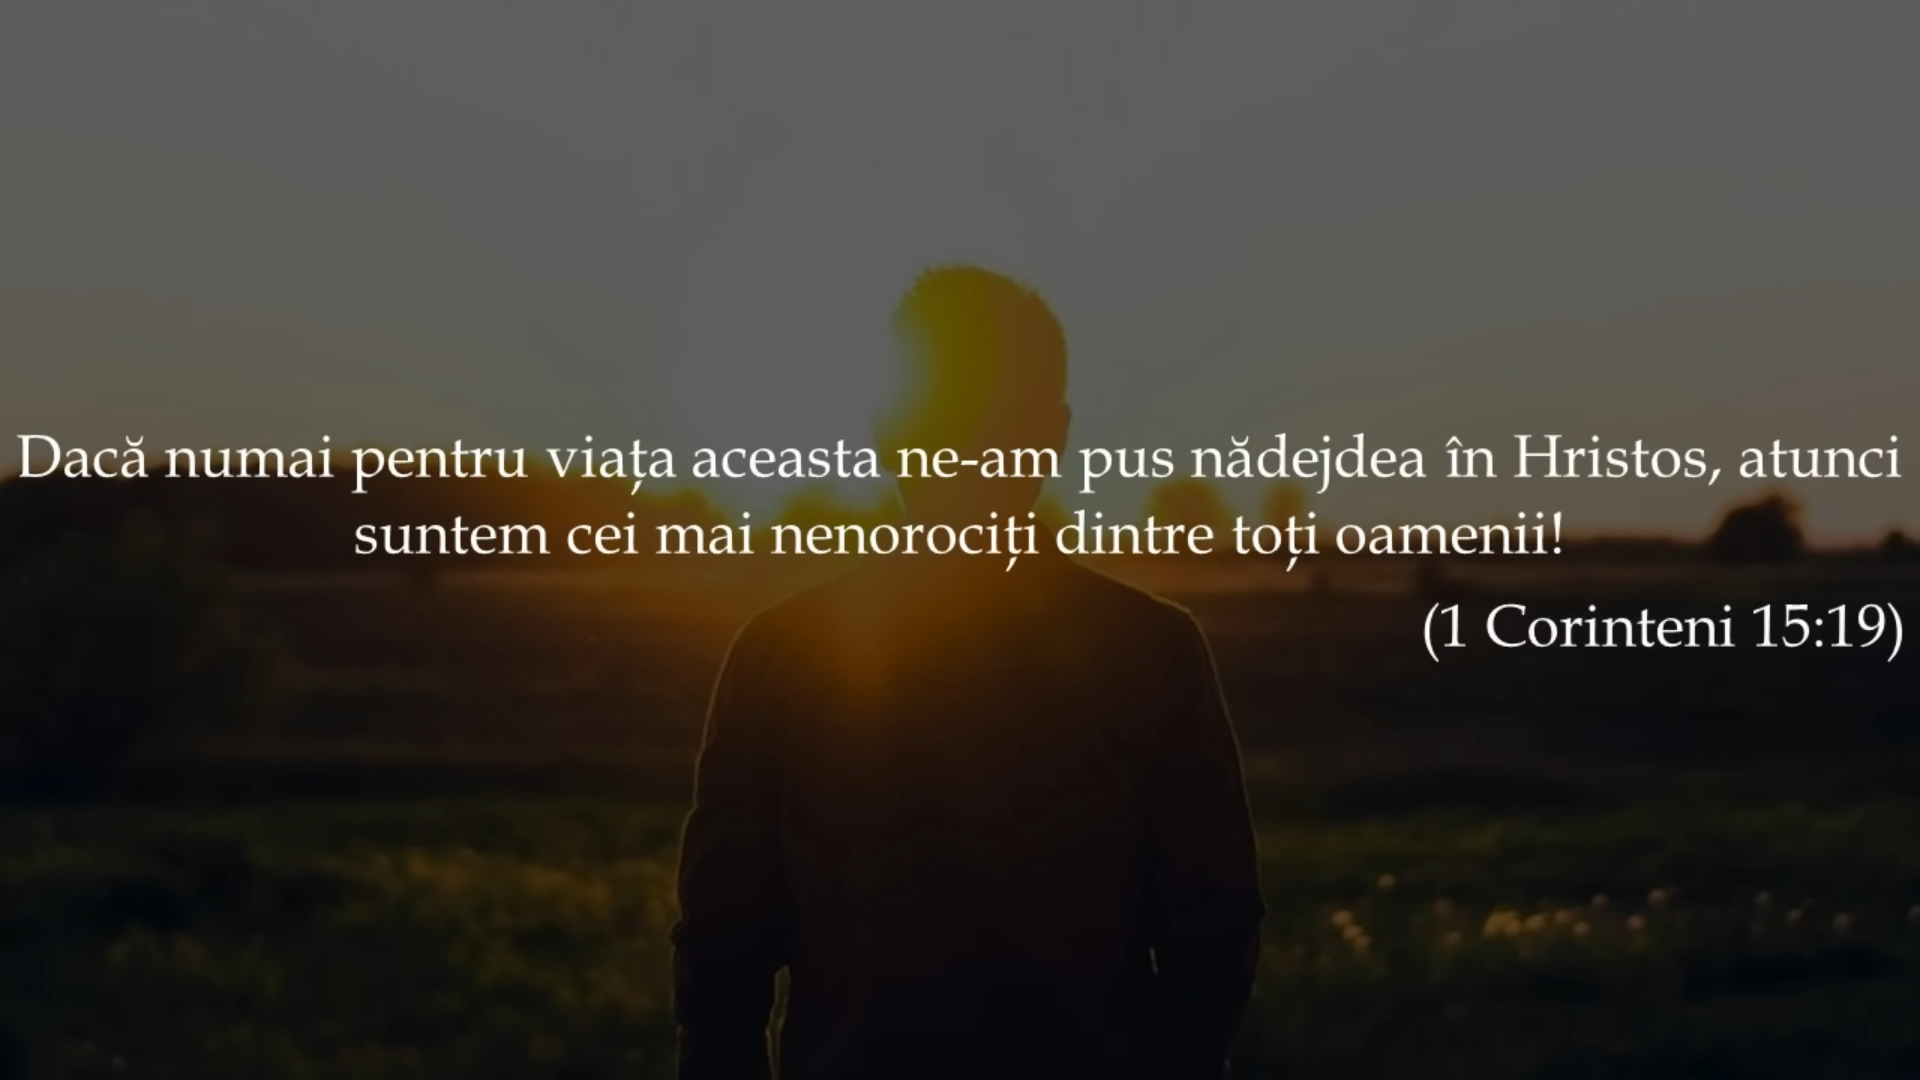 Dacă numai pentru viața aceasta ne-am pus nădejdea în Hristos, atunci
suntem cei mai nenorociți dintre toți oamenii!
(1 Corinteni 15:19)